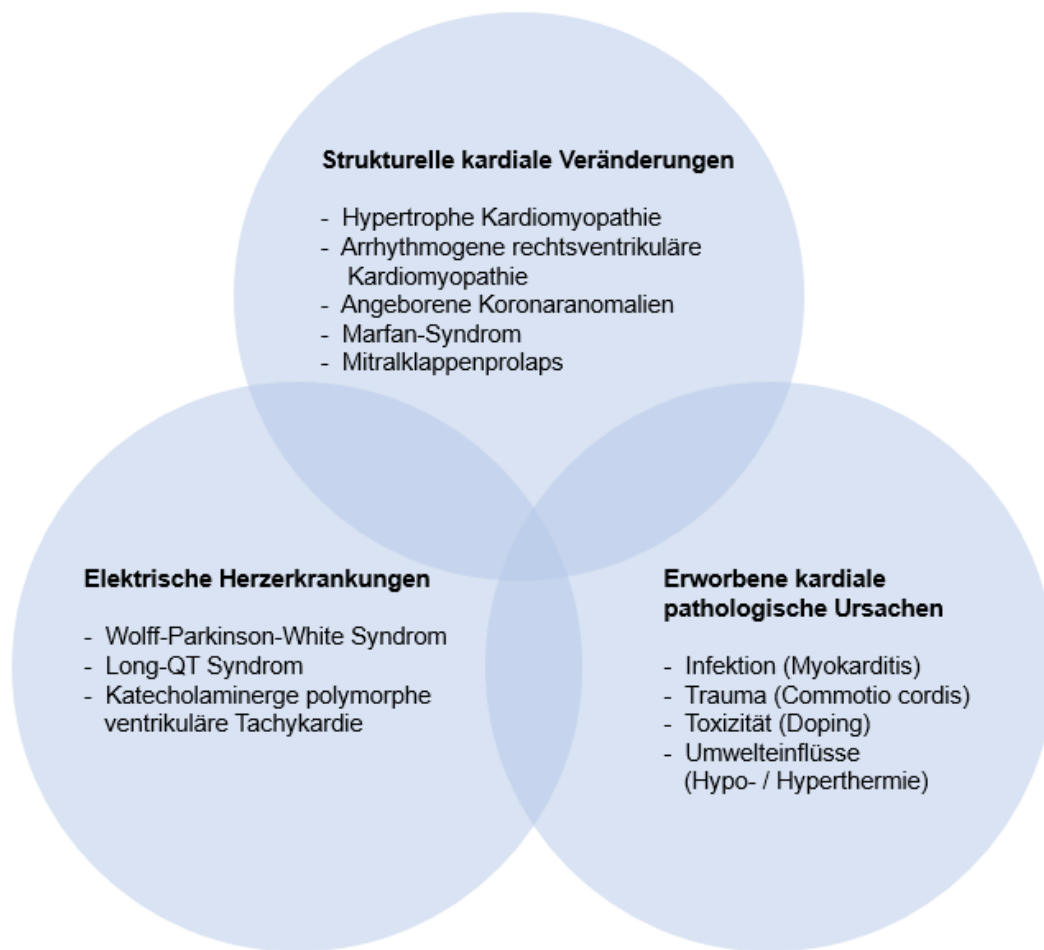 Strukturelle kardiale Veränderungen
- Hypertrophe Kardiomyopathie
- Arrhythmogene rechtsventrikuläre
Kardiomyopathie
- Angeborene Koronaranomalien
- Marfan-Syndrom
- Mitralklappenprolaps
Elektrische Herzerkrankungen
- Wolff-Parkinson-White Syndrom
- Long-QT Syndrom
- Katecholaminerge polymorphe
ventrikuläre Tachykardie
Erworbene kardiale
pathologische Ursachen
- Infektion (Myokarditis)
- Trauma (Commotio cordis)
- Toxizität (Doping)
- Umwelteinflüsse
(Hypo- / Hyperthermie)